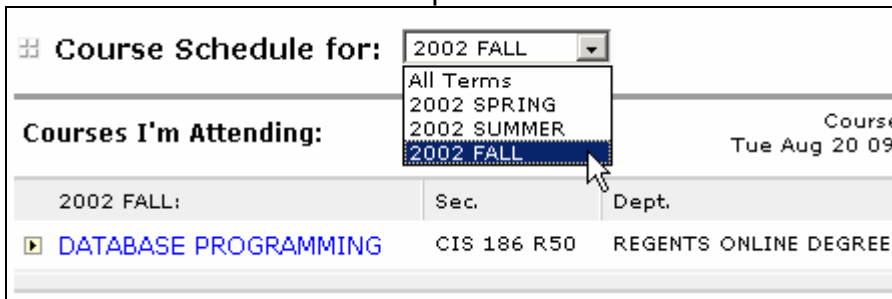 Course Schedule for: 2002 FALL
All Terms
2002 SPRING
2002 SUMMER
2002 FALL
Courses I'm Attending:
Course
Tue Aug 20 09
2002 FALL: Sec. Dept.
DATABASE PROGRAMMING CIS 186 R50 REGENTS ONLINE DEGREE